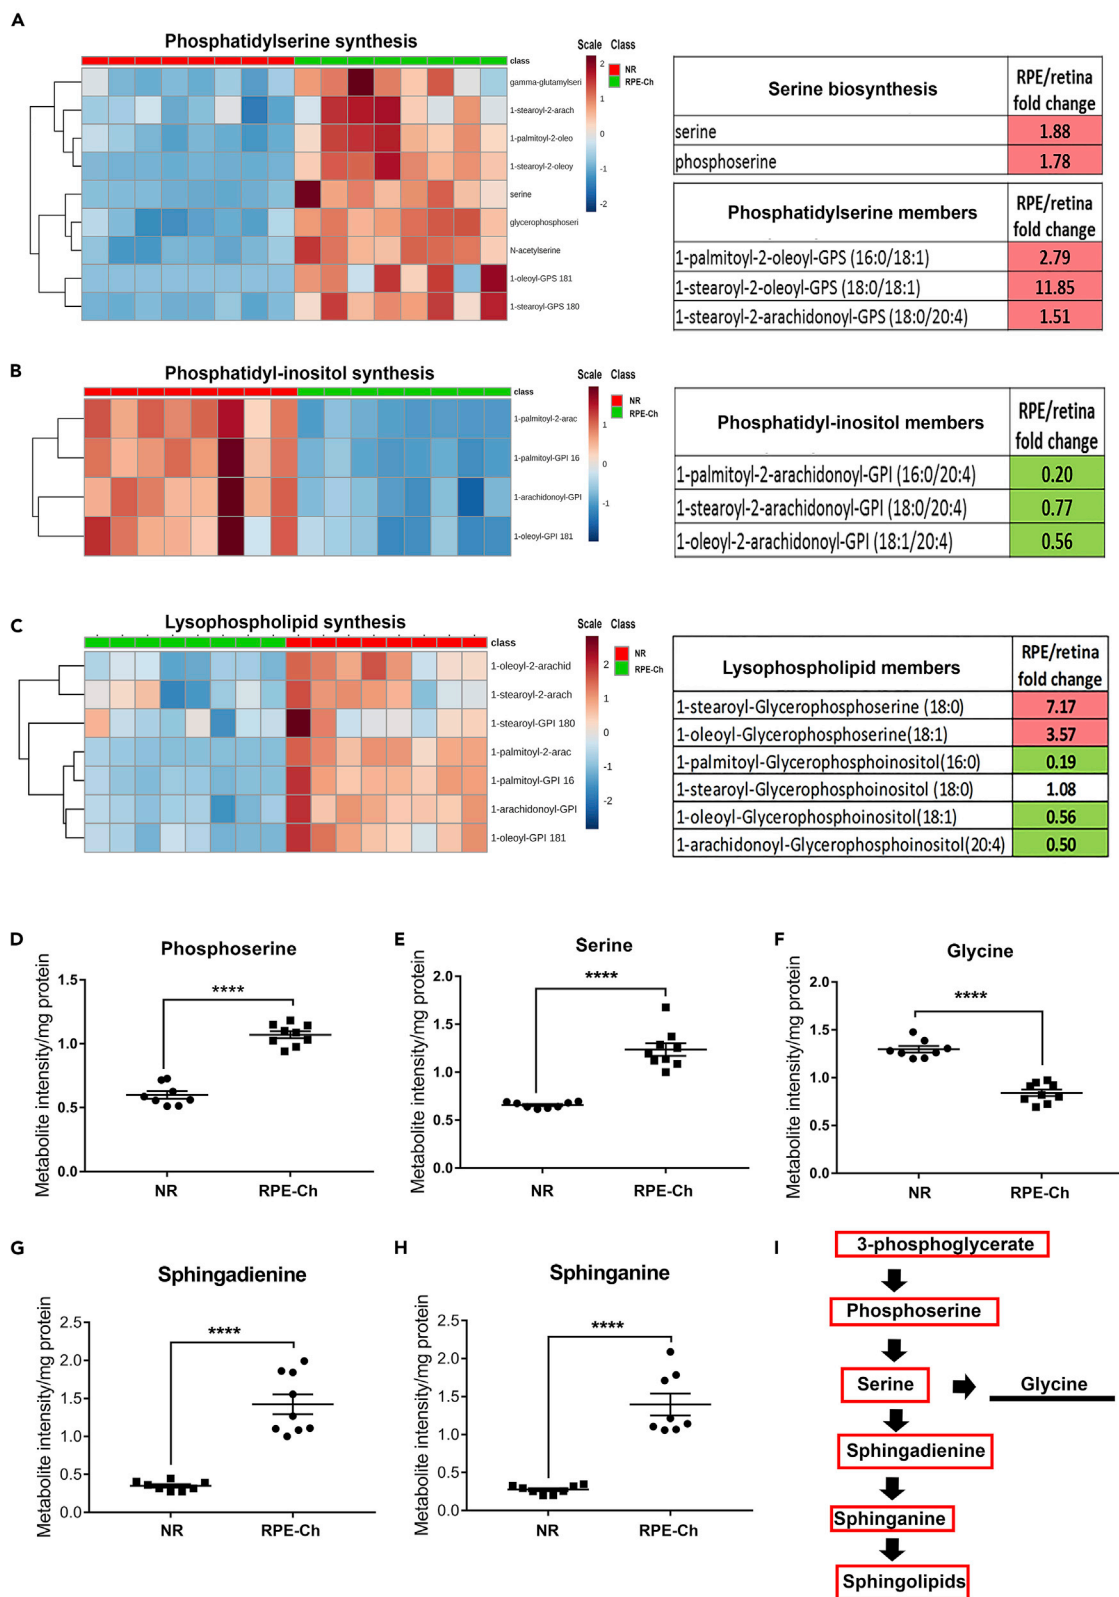 A
Phosphatidylserine synthesis
Scale Class
class
NR
RPE-Ch
2
1
0
-1
-2
gamma-glutamylseri
1-stearoyl-2-arach
1-palmitoyl-2-oleo
1-stearoyl-2-oleoy
serine
glycerophosphoseri
N-acetylserine
1-oleoyl-GPS 181
1-stearoyl-GPS 180
Serine biosynthesis
RPE/retina
fold change
serine 1.88
phosphoserine 1.78
Phosphatidylserine members
RPE/retina
fold change
1-palmitoyl-2-oleoyl-GPS (16:0/18:1) 2.79
1-stearoyl-2-oleoyl-GPS (18:0/18:1) 11.85
1-stearoyl-2-arachidonoyl-GPS (18:0/20:4) 1.51
B
Phosphatidyl-inositol synthesis
Scale Class
class
NR
RPE-Ch
1
0
-1
1-palmitoyl-2-arac
1-palmitoyl-GPI 16
1-arachidonoyl-GPI
1-oleoyl-GPI 181
Phosphatidyl-inositol members
RPE/retina
fold change
1-palmitoyl-2-arachidonoyl-GPI (16:0/20:4) 0.20
1-stearoyl-2-arachidonoyl-GPI (18:0/20:4) 0.77
1-oleoyl-2-arachidonoyl-GPI (18:1/20:4) 0.56
C
Lysophospholipid synthesis
Scale Class
class
NR
RPE-Ch
2
1
0
-1
-2
1-oleoyl-2-arachid
1-stearoyl-2-arach
1-stearoyl-GPI 180
1-palmitoyl-2-arac
1-palmitoyl-GPI 16
1-arachidonoyl-GPI
1-oleoyl-GPI 181
Lysophospholipid members
RPE/retina
fold change
1-stearoyl-Glycerophosphoserine (18:0) 7.17
1-oleoyl-Glycerophosphoserine(18:1) 3.57
1-palmitoyl-Glycerophosphoinositol(16:0) 0.19
1-stearoyl-Glycerophosphoinositol (18:0) 1.08
1-oleoyl-Glycerophosphoinositol(18:1) 0.56
1-arachidonoyl-Glycerophosphoinositol(20:4) 0.50
D
Phosphoserine
Metabolite intensity/mg protein
1.5
1.0
0.5
0.0
****
NR RPE-Ch
E
Serine
Metabolite intensity/mg protein
2.0
1.5
1.0
0.5
0.0
****
NR RPE-Ch
F
Glycine
Metabolite intensity/mg protein
2.0
1.5
1.0
0.5
0.0
****
NR RPE-Ch
G
Sphingadienine
Metabolite intensity/mg protein
2.5
2.0
1.5
1.0
0.5
0.0
****
NR RPE-Ch
H
Sphinganine
Metabolite intensity/mg protein
2.5
2.0
1.5
1.0
0.5
0.0
****
NR RPE-Ch
I
3-phosphoglycerate
Phosphoserine
Serine Glycine
Sphingadienine
Sphinganine
Sphingolipids